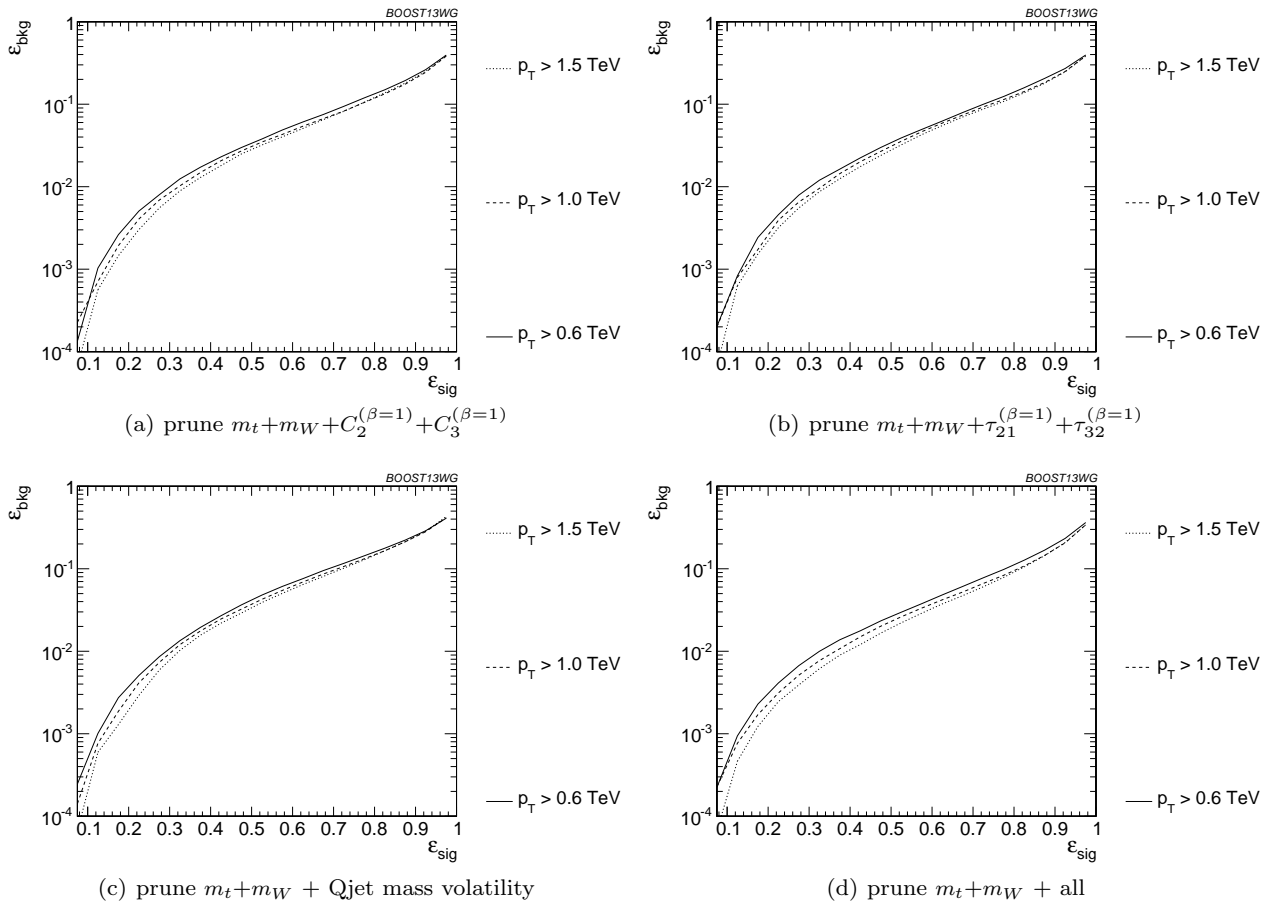 BOOST13WG
ε_bkg
1
10^-1
10^-2
10^-3
10^-4
0.1 0.2 0.3 0.4 0.5 0.6 0.7 0.8 0.9 1
ε_sig
p_T > 1.5 TeV
p_T > 1.0 TeV
p_T > 0.6 TeV
(a) prune m_t+m_W+C_2^(β=1)+C_3^(β=1)
BOOST13WG
ε_bkg
1
10^-1
10^-2
10^-3
10^-4
0.1 0.2 0.3 0.4 0.5 0.6 0.7 0.8 0.9 1
ε_sig
p_T > 1.5 TeV
p_T > 1.0 TeV
p_T > 0.6 TeV
(b) prune m_t+m_W+τ_21^(β=1)+τ_32^(β=1)
BOOST13WG
ε_bkg
1
10^-1
10^-2
10^-3
10^-4
0.1 0.2 0.3 0.4 0.5 0.6 0.7 0.8 0.9 1
ε_sig
p_T > 1.5 TeV
p_T > 1.0 TeV
p_T > 0.6 TeV
(c) prune m_t+m_W + Qjet mass volatility
BOOST13WG
ε_bkg
1
10^-1
10^-2
10^-3
10^-4
0.1 0.2 0.3 0.4 0.5 0.6 0.7 0.8 0.9 1
ε_sig
p_T > 1.5 TeV
p_T > 1.0 TeV
p_T > 0.6 TeV
(d) prune m_t+m_W + all